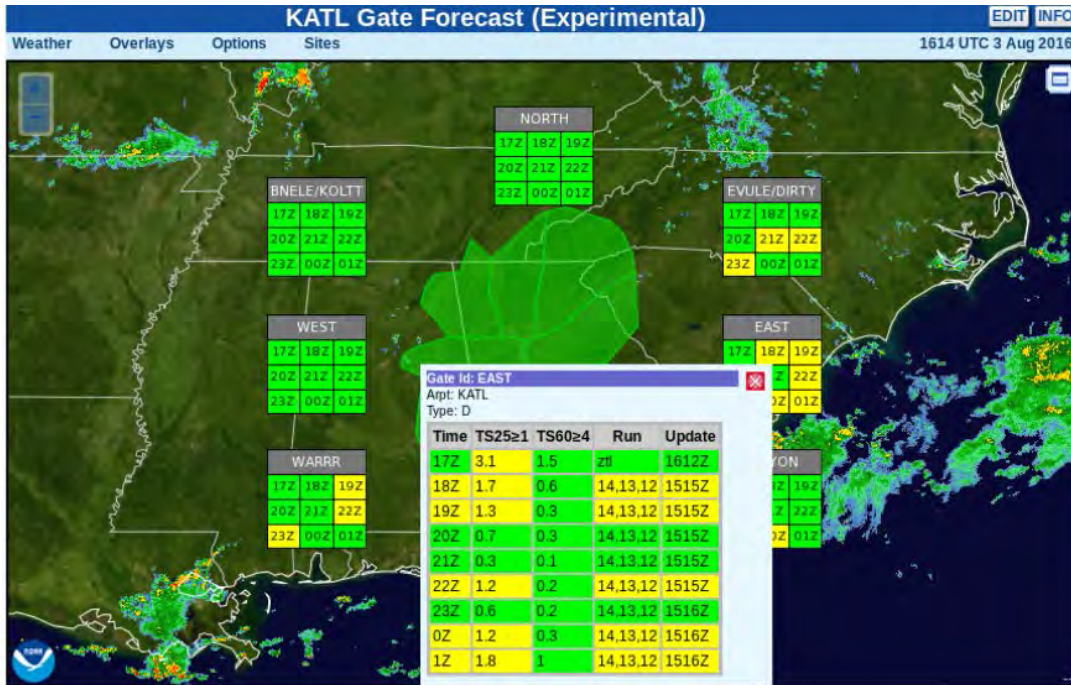 KATL Gate Forecast (Experimental)
EDIT INFO
Weather Overlays Options Sites
1614 UTC 3 Aug 2016
NORTH
17Z 18Z 19Z
20Z 21Z 22Z
23Z 00Z 01Z
BNELE/KOLTT
17Z 18Z 19Z
20Z 21Z 22Z
23Z 00Z 01Z
EVULE/DIRTY
17Z 18Z 19Z
20Z 21Z 22Z
23Z 00Z 01Z
WEST
17Z 18Z 19Z
20Z 21Z 22Z
23Z 00Z 01Z
EAST
17Z 18Z 19Z
Z 22Z
0Z 01Z
WARRR
17Z 18Z 19Z
20Z 21Z 22Z
23Z 00Z 01Z
YON
Z 19Z
Z 22Z
0Z 01Z
Gate Id: EAST
Arpt: KATL
Type: D
Time TS25≥1 TS60≥4 Run Update
17Z 3.1 1.5 ztl 1612Z
18Z 1.7 0.6 14,13,12 1515Z
19Z 1.3 0.3 14,13,12 1515Z
20Z 0.7 0.3 14,13,12 1515Z
21Z 0.3 0.1 14,13,12 1515Z
22Z 1.2 0.2 14,13,12 1515Z
23Z 0.6 0.2 14,13,12 1516Z
0Z 1.2 0.3 14,13,12 1516Z
1Z 1.8 1 14,13,12 1516Z